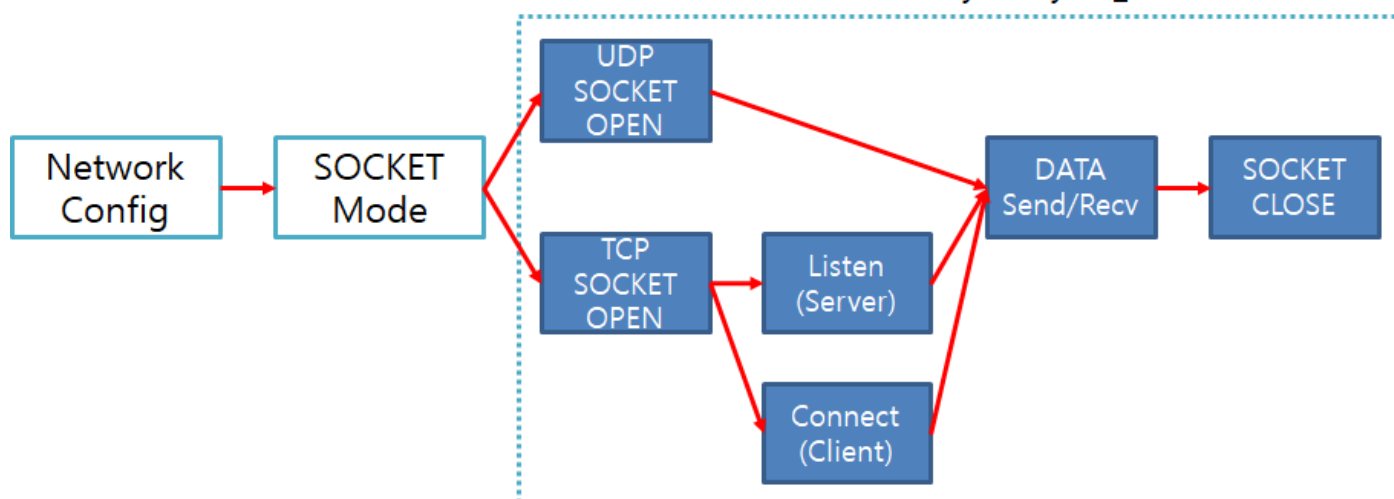 UDP
SOCKET
OPEN
Network
Config
SOCKET
Mode
DATA
Send/Recv
SOCKET
CLOSE
TCP
SOCKET
OPEN
Listen
(Server)
Connect
(Client)